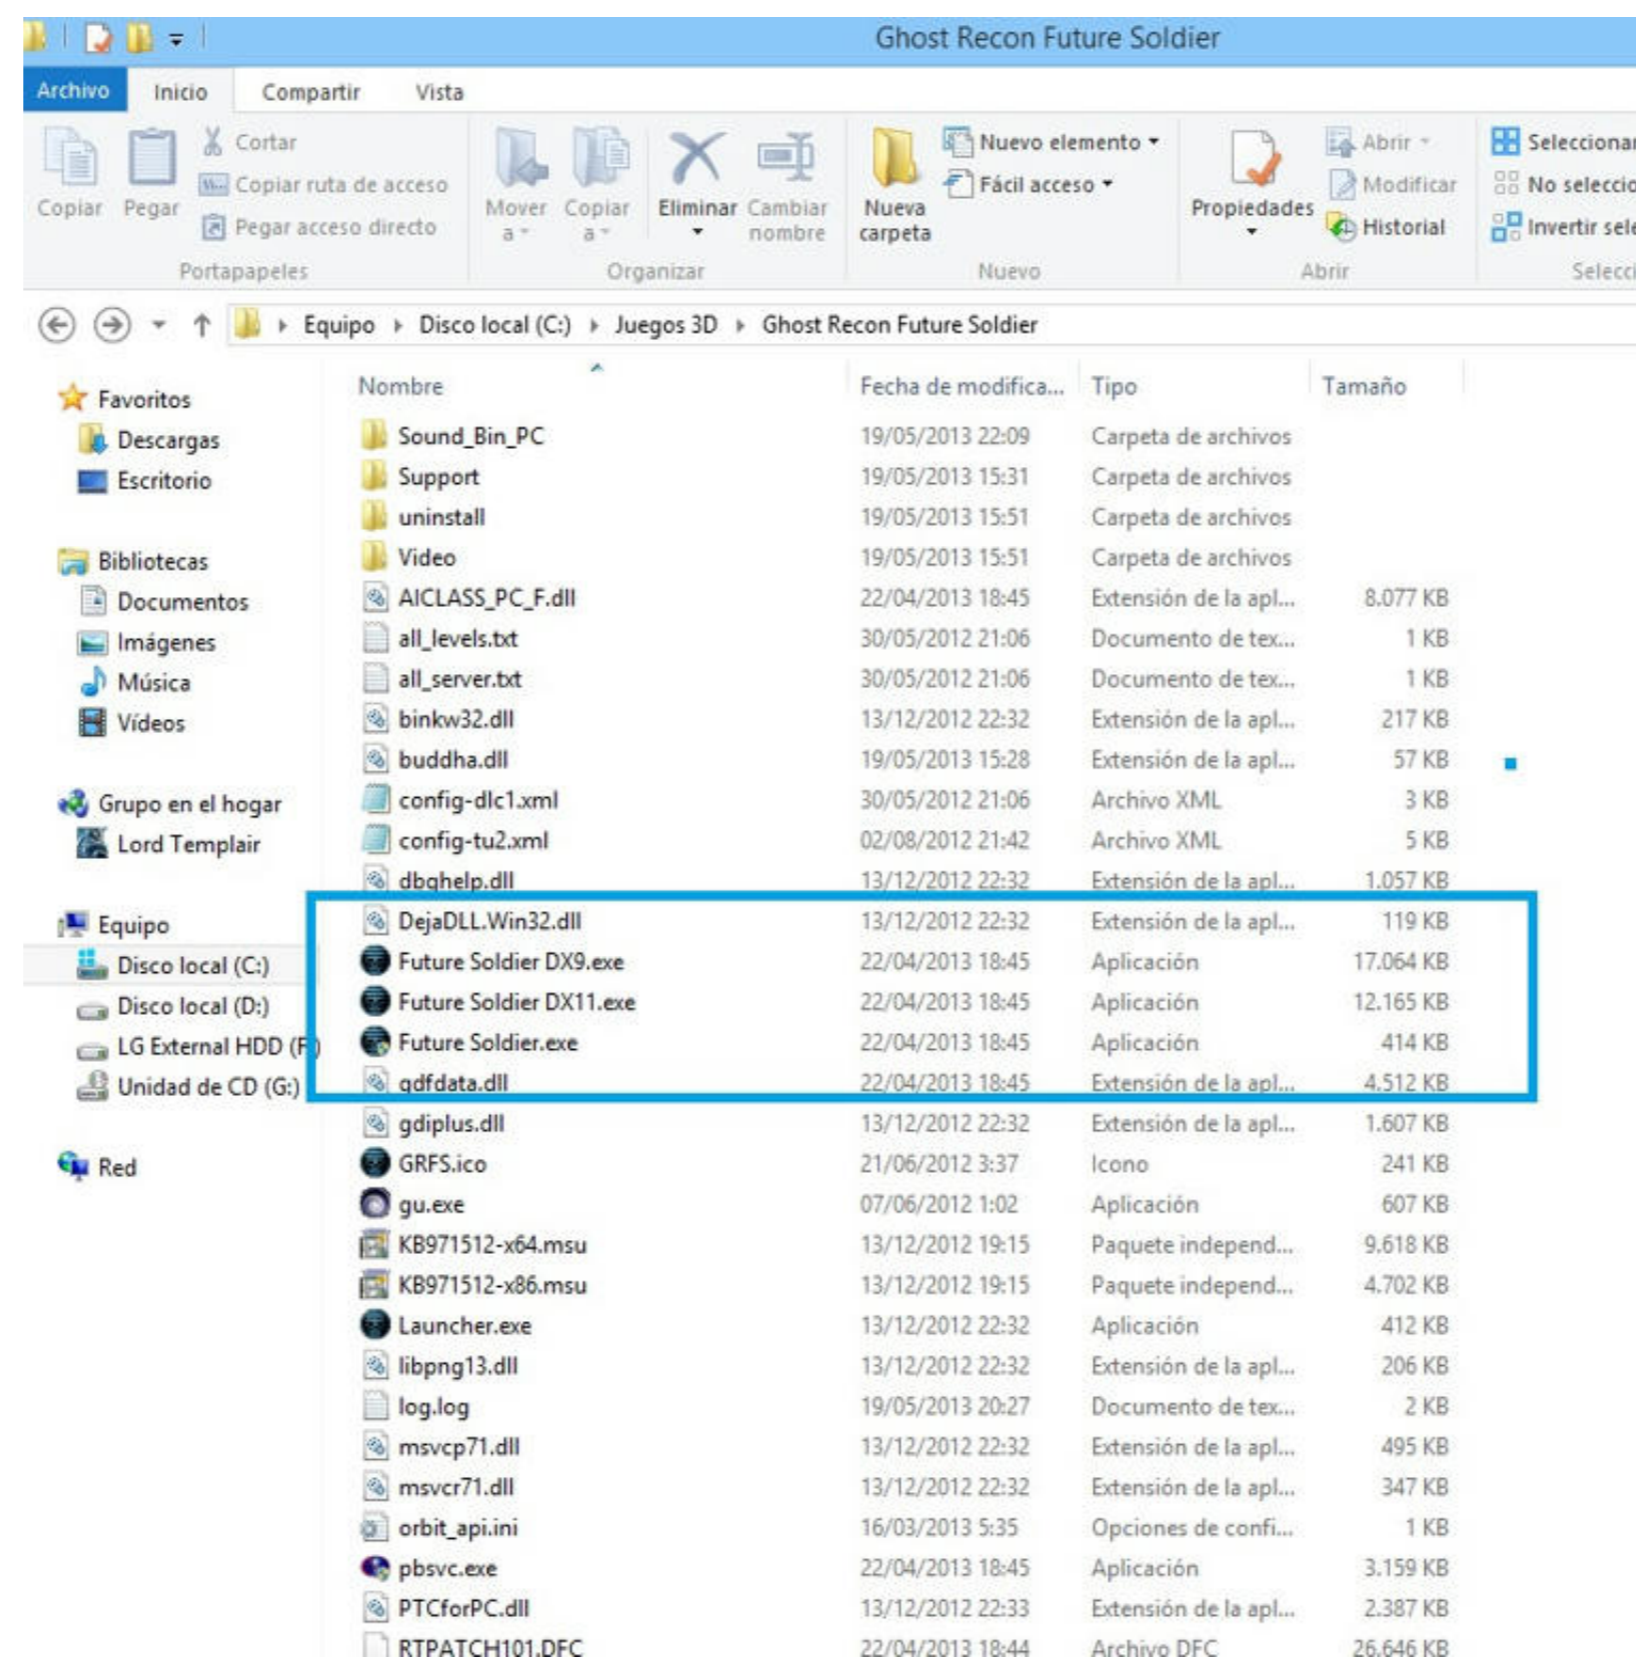 Ghost Recon Future Soldier
Archivo Inicio Compartir Vista
Copiar
Pegar
Cortar
Copiar ruta de acceso
Pegar acceso directo
Portapapeles
Mover a
Copiar a
Eliminar
Cambiar nombre
Organizar
Nueva carpeta
Nuevo elemento
Fácil acceso
Nuevo
Propiedades
Abrir
Modificar
Historial
Abrir
Seleccionar
No seleccio
Invertir sele
Selecci
Equipo Disco local (C:) Juegos 3D Ghost Recon Future Soldier
Favoritos
Descargas
Escritorio
Bibliotecas
Documentos
Imágenes
Música
Vídeos
Grupo en el hogar
Lord Templair
Equipo
Disco local (C:)
Disco local (D:)
LG External HDD (F:)
Unidad de CD (G:)
Red
Nombre Fecha de modifica... Tipo Tamaño
Sound_Bin_PC 19/05/2013 22:09 Carpeta de archivos
Support 19/05/2013 15:31 Carpeta de archivos
uninstall 19/05/2013 15:51 Carpeta de archivos
Video 19/05/2013 15:51 Carpeta de archivos
AICLASS_PC_F.dll 22/04/2013 18:45 Extensión de la apl... 8.077 KB
all_levels.txt 30/05/2012 21:06 Documento de tex... 1 KB
all_server.txt 30/05/2012 21:06 Documento de tex... 1 KB
binkw32.dll 13/12/2012 22:32 Extensión de la apl... 217 KB
buddha.dll 19/05/2013 15:28 Extensión de la apl... 57 KB
config-dlc1.xml 30/05/2012 21:06 Archivo XML 3 KB
config-tu2.xml 02/08/2012 21:42 Archivo XML 5 KB
dbghelp.dll 13/12/2012 22:32 Extensión de la apl... 1.057 KB
DejaDLL.Win32.dll 13/12/2012 22:32 Extensión de la apl... 119 KB
Future Soldier DX9.exe 22/04/2013 18:45 Aplicación 17.064 KB
Future Soldier DX11.exe 22/04/2013 18:45 Aplicación 12.165 KB
Future Soldier.exe 22/04/2013 18:45 Aplicación 414 KB
gdfdata.dll 22/04/2013 18:45 Extensión de la apl... 4.512 KB
gdiplus.dll 13/12/2012 22:32 Extensión de la apl... 1.607 KB
GRFS.ico 21/06/2012 3:37 Icono 241 KB
gu.exe 07/06/2012 1:02 Aplicación 607 KB
KB971512-x64.msu 13/12/2012 19:15 Paquete independ... 9.618 KB
KB971512-x86.msu 13/12/2012 19:15 Paquete independ... 4.702 KB
Launcher.exe 13/12/2012 22:32 Aplicación 412 KB
libpng13.dll 13/12/2012 22:32 Extensión de la apl... 206 KB
log.log 19/05/2013 20:27 Documento de tex... 2 KB
msvcp71.dll 13/12/2012 22:32 Extensión de la apl... 495 KB
msvcr71.dll 13/12/2012 22:32 Extensión de la apl... 347 KB
orbit_api.ini 16/03/2013 5:35 Opciones de confi... 1 KB
pbsvc.exe 22/04/2013 18:45 Aplicación 3.159 KB
PTCforPC.dll 13/12/2012 22:33 Extensión de la apl... 2.387 KB
RTPATCH101.DFC 22/04/2013 18:44 Archivo DFC 26.646 KB